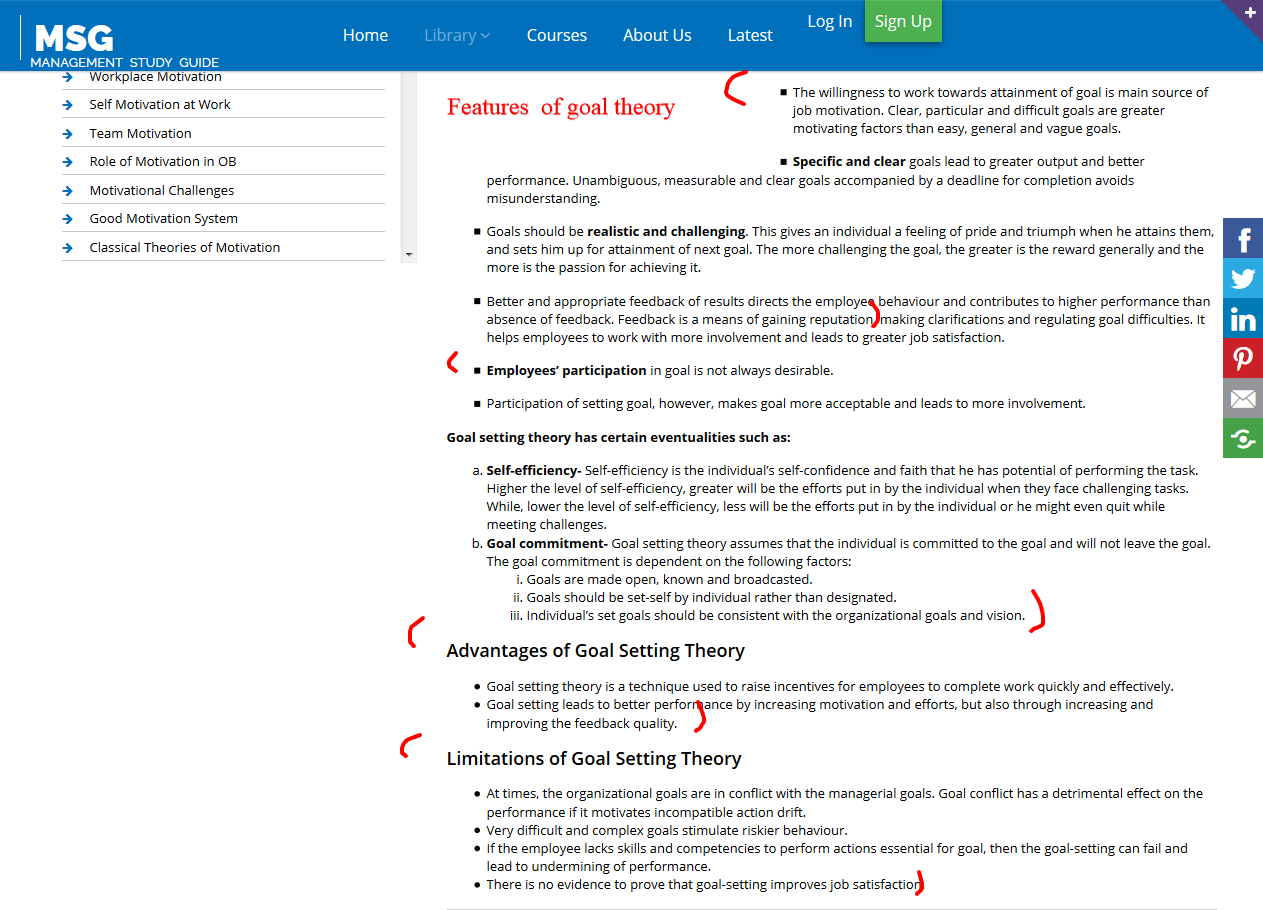 MSG
MANAGEMENT STUDY GUIDE
Home
Library
Courses
About Us
Latest
Log In
Sign Up
+
Workplace Motivation
Self Motivation at Work
Team Motivation
Role of Motivation in OB
Motivational Challenges
Good Motivation System
Classical Theories of Motivation
Features of goal theory
The willingness to work towards attainment of goal is main source of
job motivation. Clear, particular and difficult goals are greater
motivating factors than easy, general and vague goals.
Specific and clear goals lead to greater output and better
performance. Unambiguous, measurable and clear goals accompanied by a deadline for completion avoids
misunderstanding.
Goals should be realistic and challenging. This gives an individual a feeling of pride and triumph when he attains them,
and sets him up for attainment of next goal. The more challenging the goal, the greater is the reward generally and the
more is the passion for achieving it.
Better and appropriate feedback of results directs the employee behaviour and contributes to higher performance than
absence of feedback. Feedback is a means of gaining reputation, making clarifications and regulating goal difficulties. It
helps employees to work with more involvement and leads to greater job satisfaction.
Employees’ participation in goal is not always desirable.
Participation of setting goal, however, makes goal more acceptable and leads to more involvement.
Goal setting theory has certain eventualities such as:
a. Self-efficiency- Self-efficiency is the individual’s self-confidence and faith that he has potential of performing the task.
Higher the level of self-efficiency, greater will be the efforts put in by the individual when they face challenging tasks.
While, lower the level of self-efficiency, less will be the efforts put in by the individual or he might even quit while
meeting challenges.
b. Goal commitment- Goal setting theory assumes that the individual is committed to the goal and will not leave the goal.
The goal commitment is dependent on the following factors:
i. Goals are made open, known and broadcasted.
ii. Goals should be set-self by individual rather than designated.
iii. Individual’s set goals should be consistent with the organizational goals and vision.
Advantages of Goal Setting Theory
Goal setting theory is a technique used to raise incentives for employees to complete work quickly and effectively.
Goal setting leads to better performance by increasing motivation and efforts, but also through increasing and
improving the feedback quality.
Limitations of Goal Setting Theory
At times, the organizational goals are in conflict with the managerial goals. Goal conflict has a detrimental effect on the
performance if it motivates incompatible action drift.
Very difficult and complex goals stimulate riskier behaviour.
If the employee lacks skills and competencies to perform actions essential for goal, then the goal-setting can fail and
lead to undermining of performance.
There is no evidence to prove that goal-setting improves job satisfaction